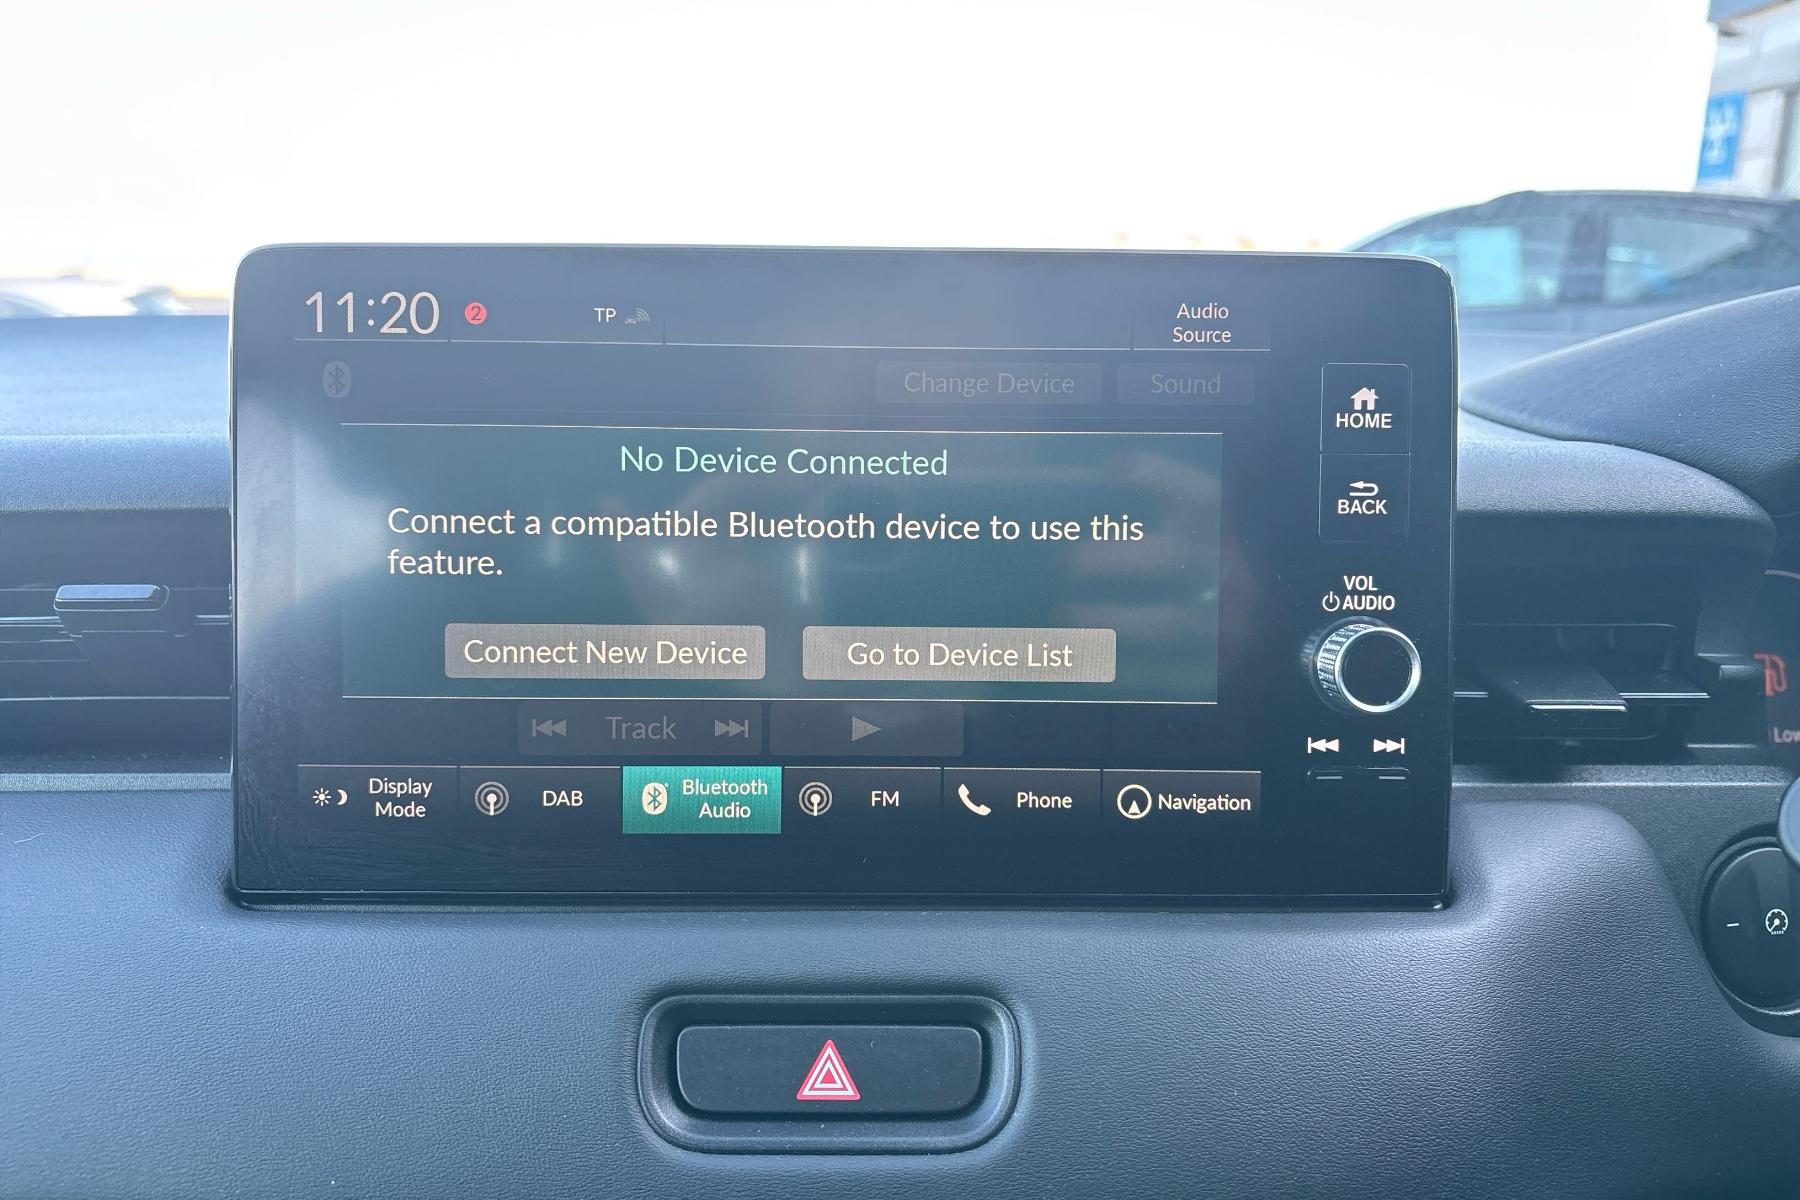 11:20
2
TP
Audio
Source
Change Device
Sound
HOME
No Device Connected
BACK
Connect a compatible Bluetooth device to use this
feature.
VOL
AUDIO
Connect New Device
Go to Device List
Track
Display
Mode
DAB
Bluetooth
Audio
FM
Phone
Navigation